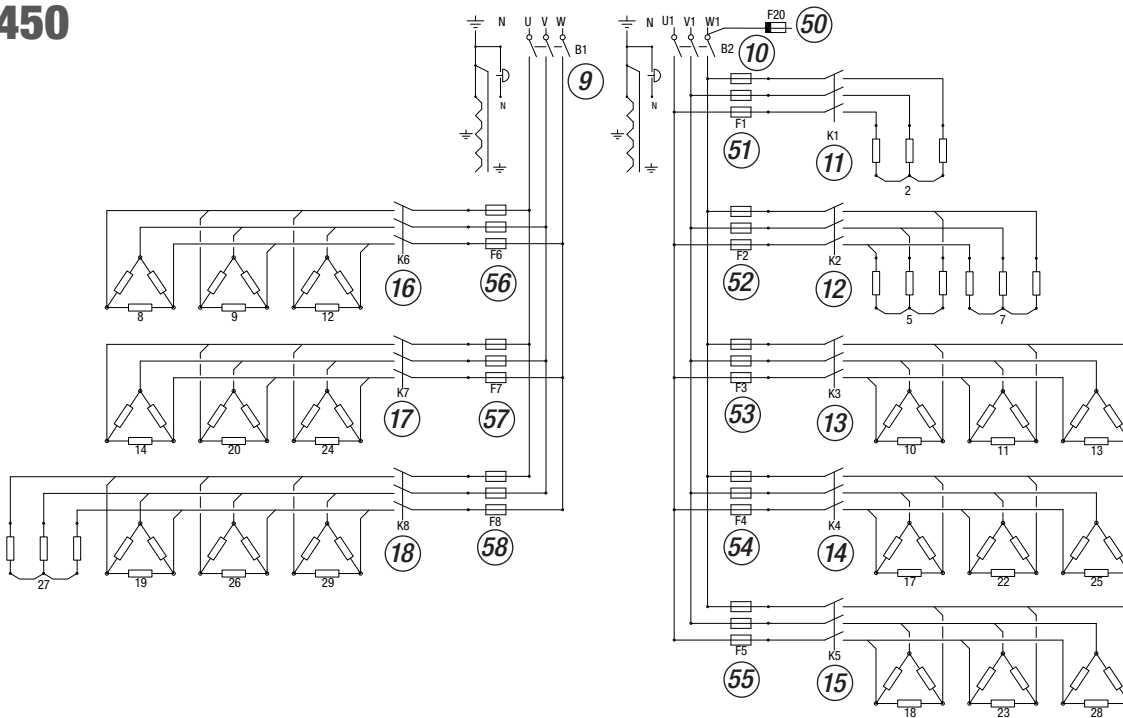 450
N U V W
B1
9
N
N U1 V1 W1
F20
50
B2
10
N
F1
51
K1
11
2
K6
16
F6
56
8 9 12
F2
52
K2
12
5 7
K7
17
F7
57
14 20 24
F3
53
K3
13
10 11 13
K8
18
F8
58
27 19 26 29
F4
54
K4
14
17 22 25
F5
55
K5
15
18 23 28